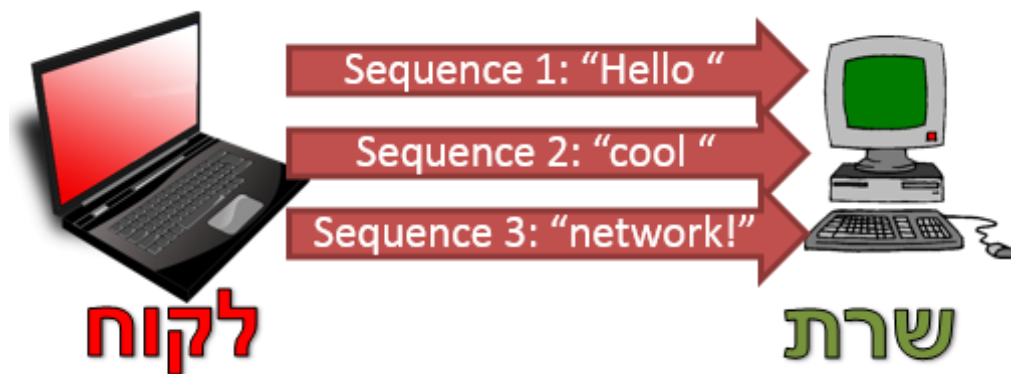 Sequence 1: “Hello “
Sequence 2: “cool “
Sequence 3: “network!”
לקוח
שרת